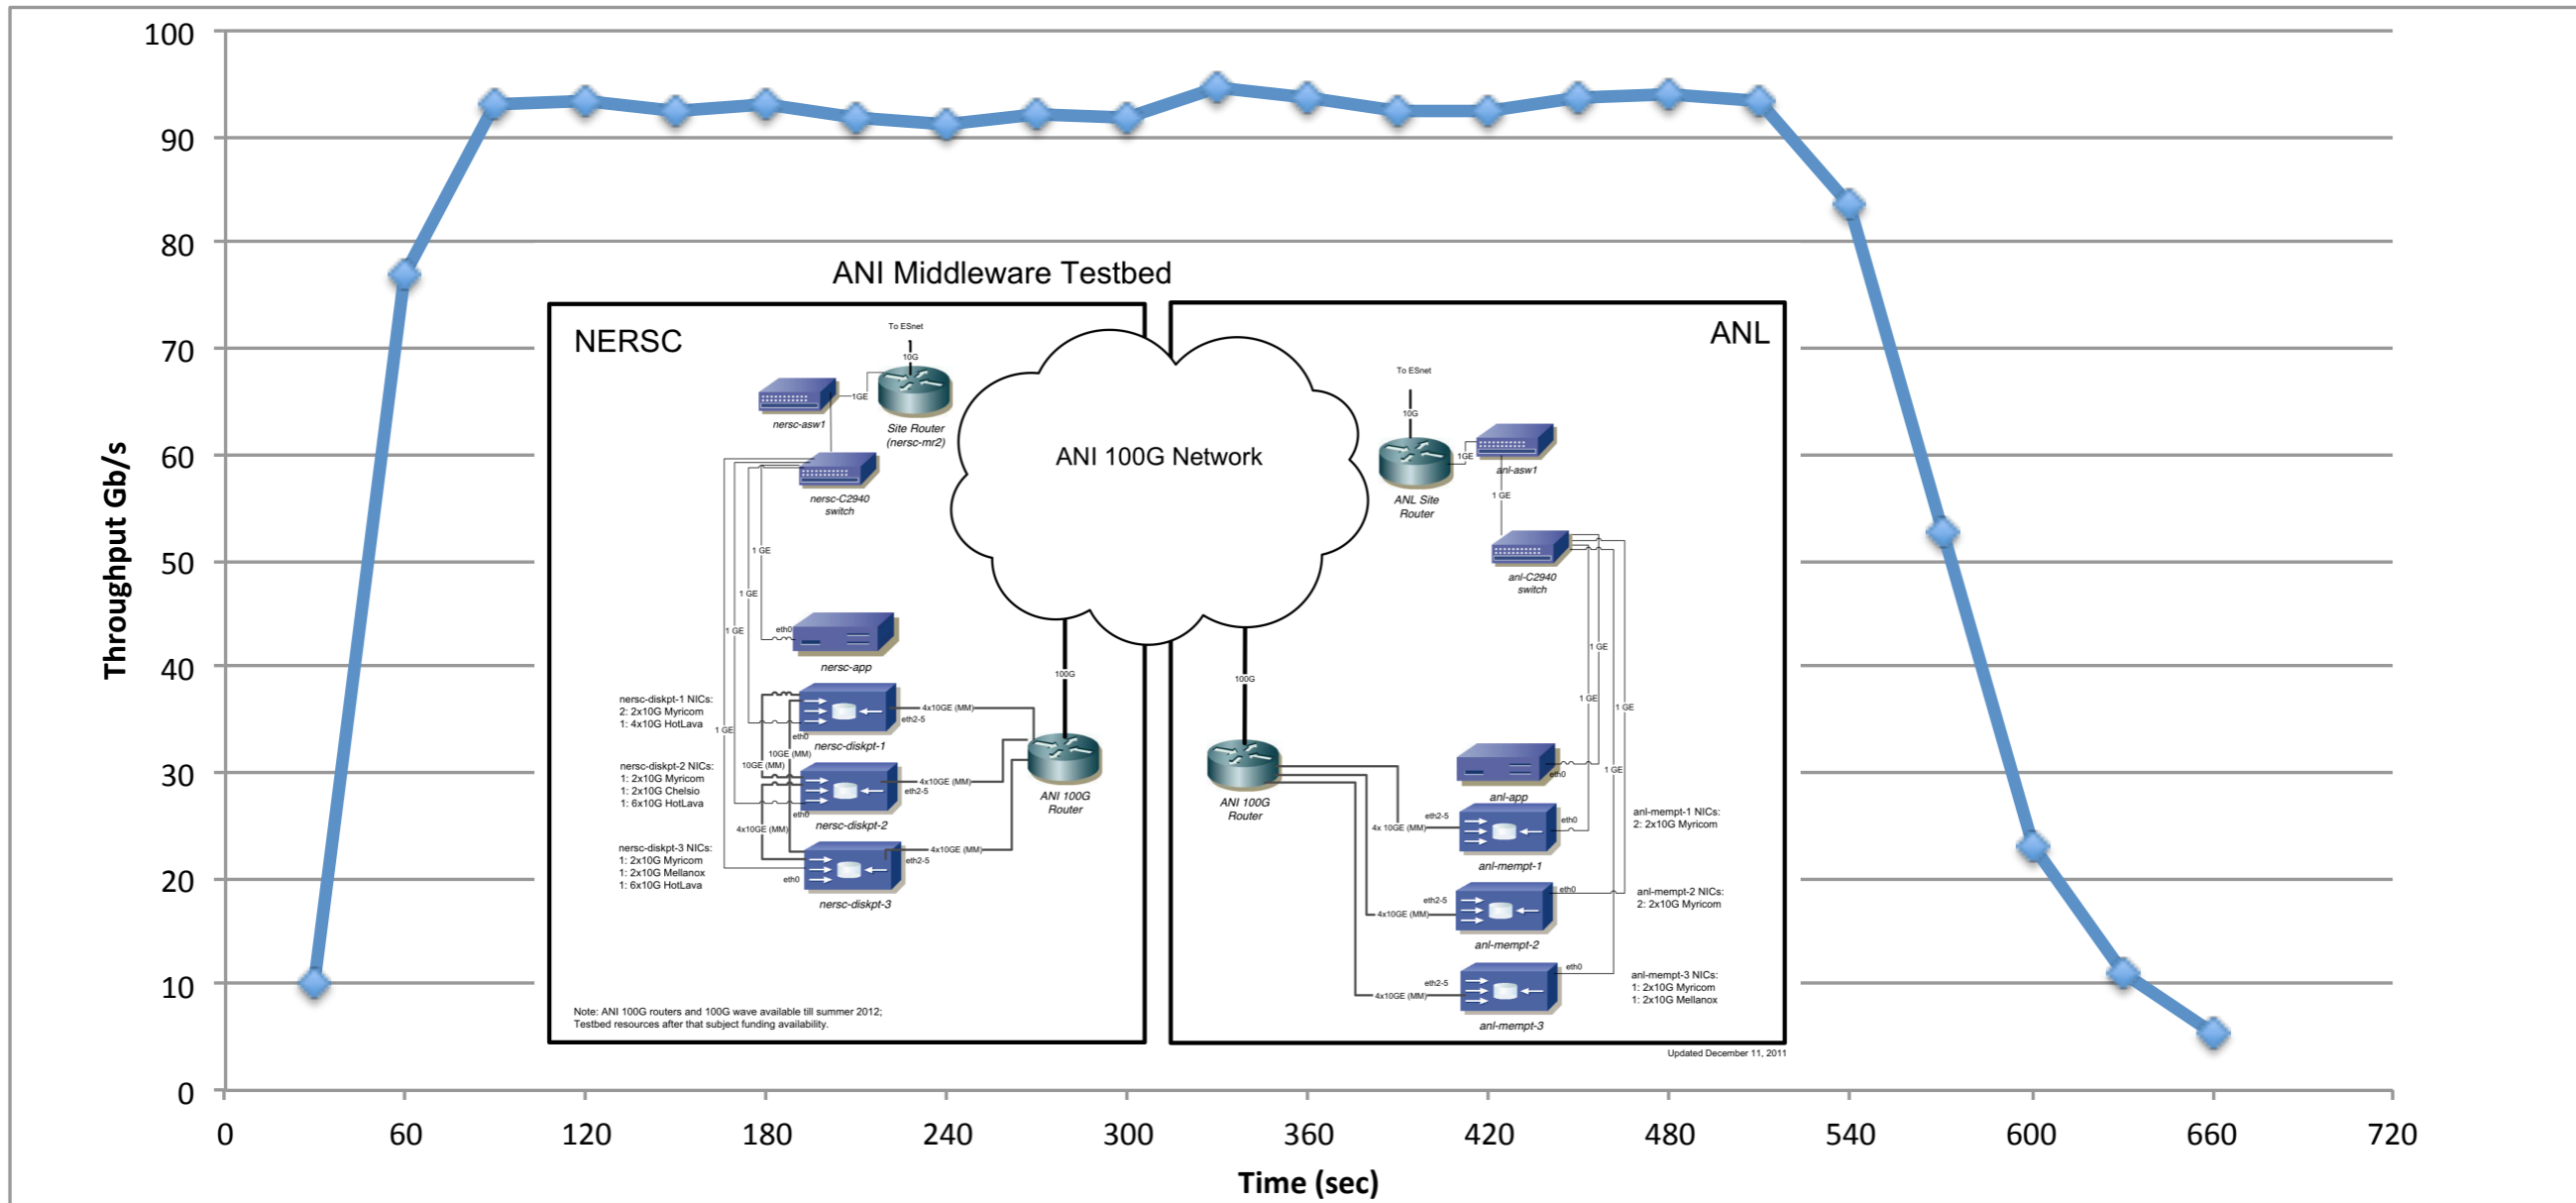 100
90
80
70
60
50
40
30
20
10
0
Throughput Gb/s
0 60 120 180 240 300 360 420 480 540 600 660 720
Time (sec)
ANI Middleware Testbed
NERSC
To ESnet
10G
1GE
nersc-asw1
Site Router
(nersc-mr2)
nersc-C2940
switch
1 GE
1 GE
1 GE
1 GE
eth0
nersc-app
nersc-diskpt-1 NICs:
2: 2x10G Myricom
1: 4x10G HotLava
4x10GE (MM)
eth2-5
eth0
nersc-diskpt-1
10GE (MM)
10GE (MM)
nersc-diskpt-2 NICs:
1: 2x10G Myricom
1: 2x10G Chelsio
1: 6x10G HotLava
4x10GE (MM)
eth2-5
eth0
nersc-diskpt-2
4x10GE (MM)
nersc-diskpt-3 NICs:
1: 2x10G Myricom
1: 2x10G Mellanox
1: 6x10G HotLava
4x10GE (MM)
eth2-5
eth0
nersc-diskpt-3
100G
ANI 100G
Router
Note: ANI 100G routers and 100G wave available till summer 2012;
Testbed resources after that subject funding availability.
ANI 100G Network
ANL
To ESnet
10G
1GE
anl-asw1
ANL Site
Router
1 GE
anl-C2940
switch
1 GE
1 GE
1 GE
1 GE
100G
ANI 100G
Router
eth0
anl-app
eth2-5
4x 10GE (MM)
eth0
anl-mempt-1
anl-mempt-1 NICs:
2: 2x10G Myricom
eth2-5
4x10GE (MM)
eth0
anl-mempt-2
anl-mempt-2 NICs:
2: 2x10G Myricom
eth2-5
4x10GE (MM)
eth0
anl-mempt-3
anl-mempt-3 NICs:
1: 2x10G Myricom
1: 2x10G Mellanox
Updated December 11, 2011